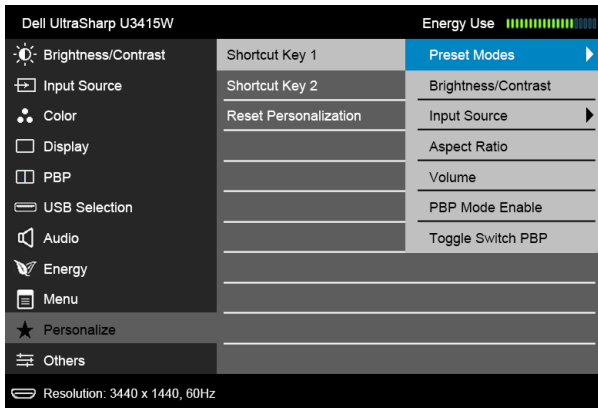 Dell UltraSharp U3415W
Energy Use
Brightness/Contrast
Input Source
Color
Display
PBP
USB Selection
Audio
Energy
Menu
Personalize
Others
Shortcut Key 1
Shortcut Key 2
Reset Personalization
Preset Modes
Brightness/Contrast
Input Source
Aspect Ratio
Volume
PBP Mode Enable
Toggle Switch PBP
Resolution: 3440 x 1440, 60Hz